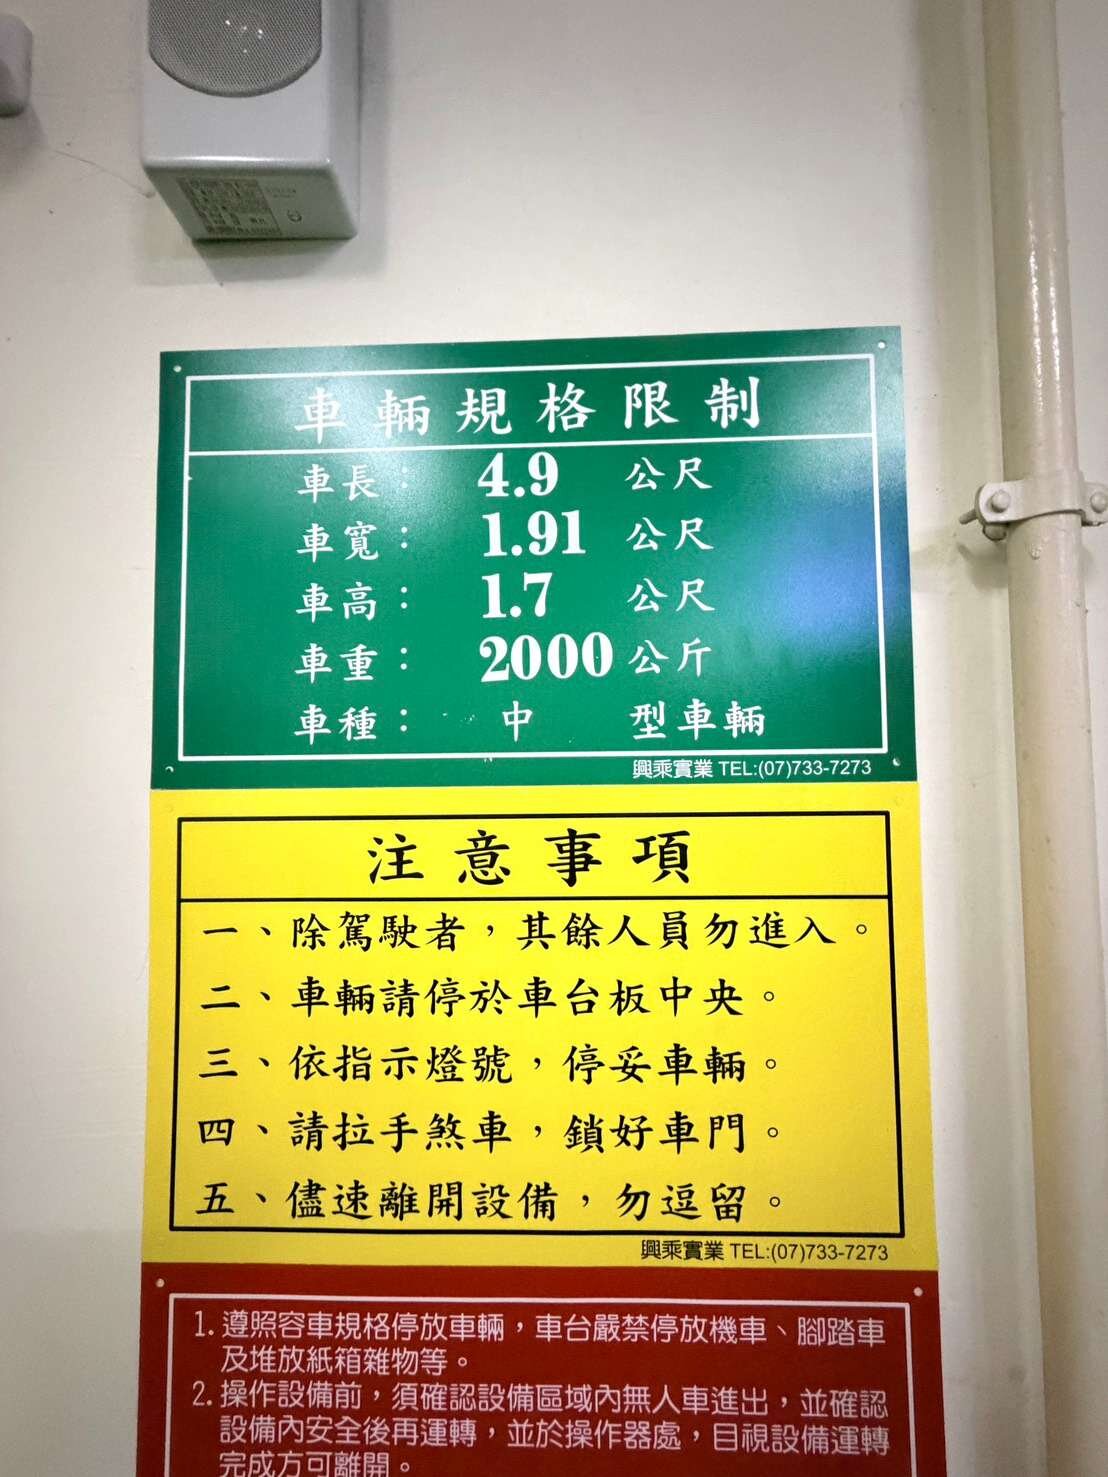 車輛規格限制
車長： 4.9 公尺
車寬： 1.91 公尺
車高： 1.7 公尺
車重： 2000 公斤
車種： 中 型車輛
興乘實業 TEL:(07)733-7273
注意事項
一、除駕駛者，其餘人員勿進入。
二、車輛請停於車台板中央。
三、依指示燈號，停妥車輛。
四、請拉手煞車，鎖好車門。
五、儘速離開設備，勿逗留。
興乘實業 TEL:(07)733-7273
1. 遵照容車規格停放車輛，車台嚴禁停放機車、腳踏車
及堆放紙箱雜物等。
2. 操作設備前，須確認設備區域內無人車進出，並確認
設備內安全後再運轉，並於操作器處，目視設備運轉
完成方可離開。